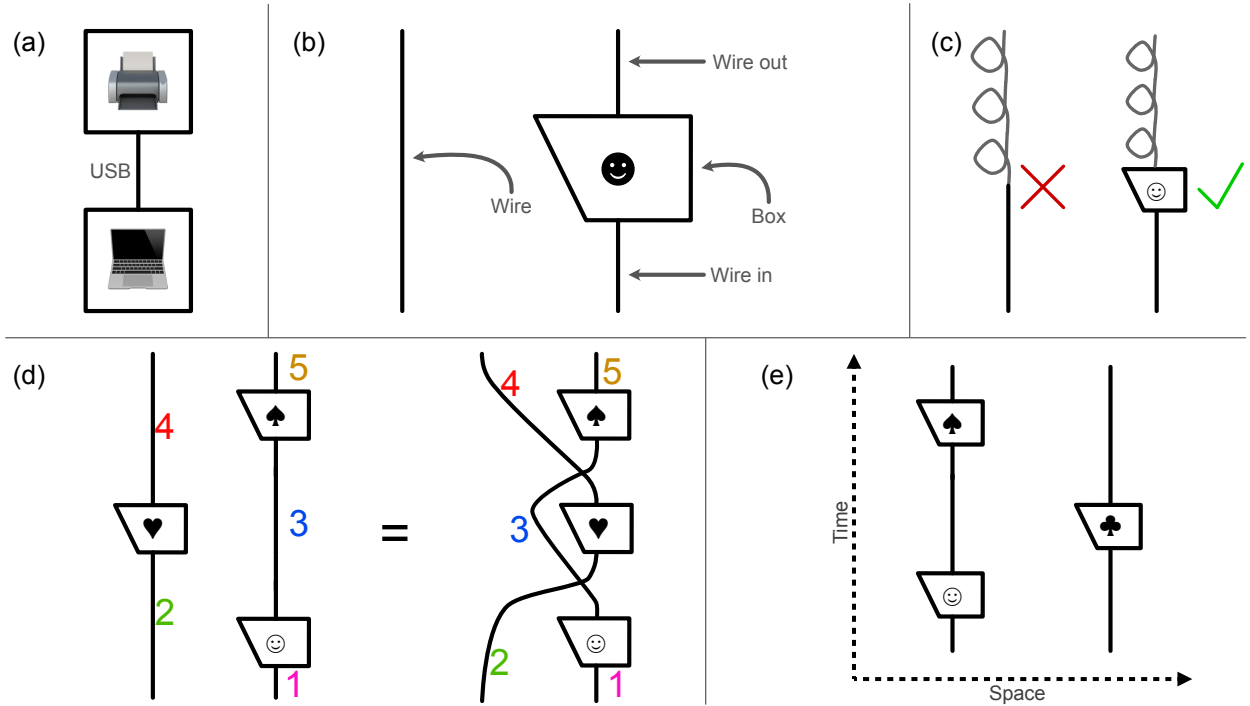 (a)
USB
(b)
Wire out
Wire
Box
Wire in
(c)
(d)
5
4
3
2
1
=
5
4
3
2
1
(e)
Time
Space